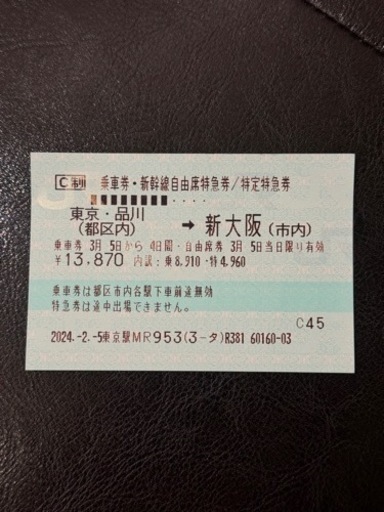 C制 乗車券・新幹線自由席特急券/特定特急券
東京・品川 → 新大阪(市内)
(都区内)
乗車券 3月 5日から 4日間・自由席券 3月 5日当日限り有効
¥13,870 内訳:乗8,910・特4,960
乗車券は都区市内各駅下車前途無効
特急券は途中出場できません。
C45
2024.-2.-5東京駅MR953(3-タ)R381 60160-03